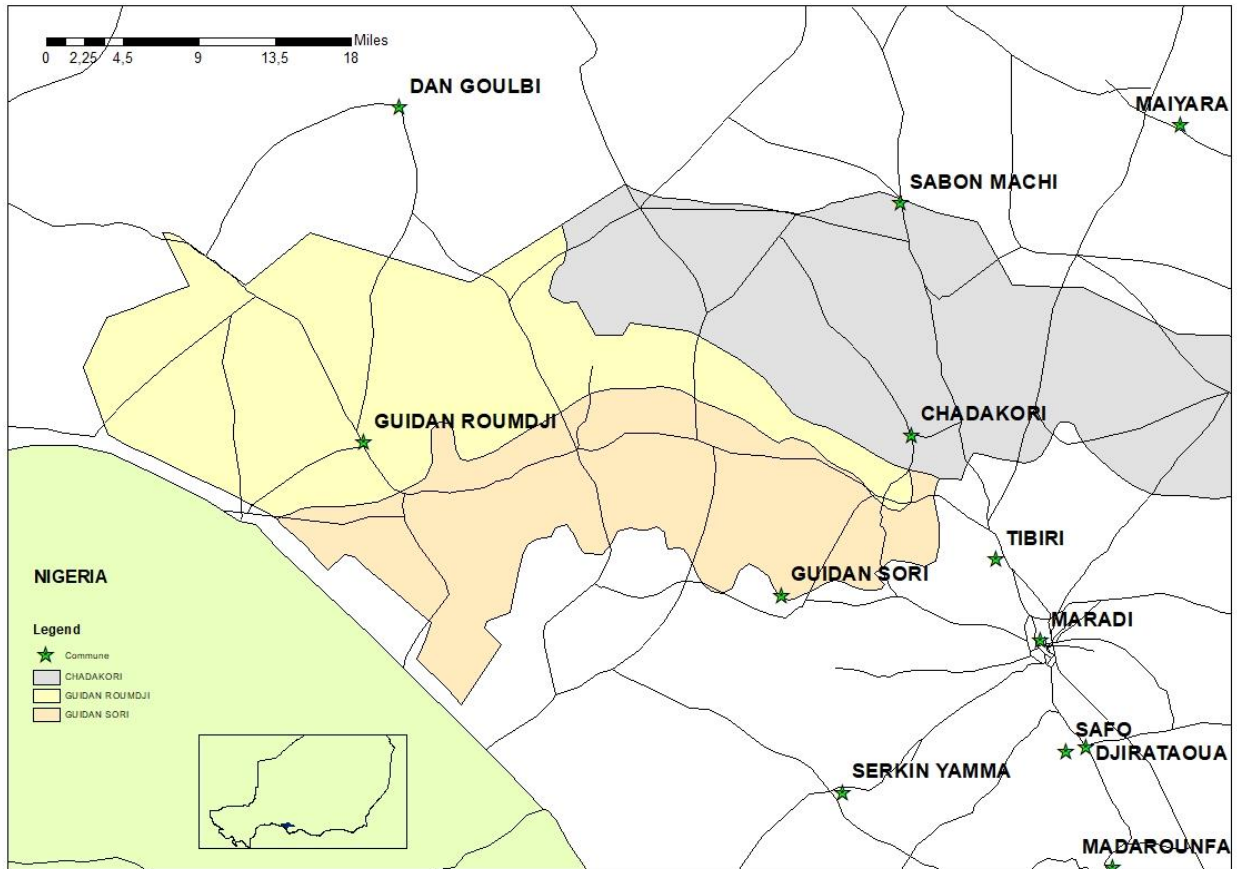 Miles
0 2,25 4,5 9 13,5 18
DAN GOULBI
MAIYARA
SABON MACHI
CHADAKORI
GUIDAN ROUMDJI
TIBIRI
GUIDAN SORI
NIGERIA
MARADI
Legend
Commune
CHADAKORI
GUIDAN ROUMDJI
GUIDAN SORI
SAFO
DJIRATAOUA
SERKIN YAMMA
MADAROUNFA